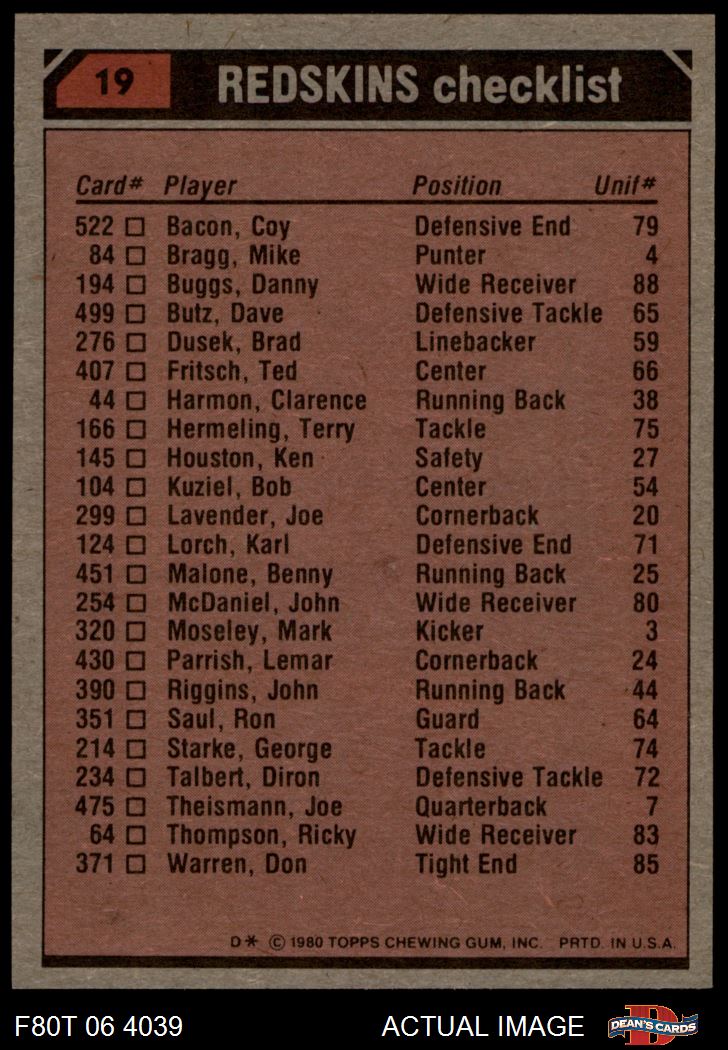 19 REDSKINS checklist
Card# Player Position Unif#
522 □ Bacon, Coy Defensive End 79
84 □ Bragg, Mike Punter 4
194 □ Buggs, Danny Wide Receiver 88
499 □ Butz, Dave Defensive Tackle 65
276 □ Dusek, Brad Linebacker 59
407 □ Fritsch, Ted Center 66
44 □ Harmon, Clarence Running Back 38
166 □ Hermeling, Terry Tackle 75
145 □ Houston, Ken Safety 27
104 □ Kuziel, Bob Center 54
299 □ Lavender, Joe Cornerback 20
124 □ Lorch, Karl Defensive End 71
451 □ Malone, Benny Running Back 25
254 □ McDaniel, John Wide Receiver 80
320 □ Moseley, Mark Kicker 3
430 □ Parrish, Lemar Cornerback 24
390 □ Riggins, John Running Back 44
351 □ Saul, Ron Guard 64
214 □ Starke, George Tackle 74
234 □ Talbert, Diron Defensive Tackle 72
475 □ Theismann, Joe Quarterback 7
64 □ Thompson, Ricky Wide Receiver 83
371 □ Warren, Don Tight End 85
D* © 1980 TOPPS CHEWING GUM, INC. PRTD. IN U.S.A.
F80T 06 4039 ACTUAL IMAGE D DEAN'S CARDS